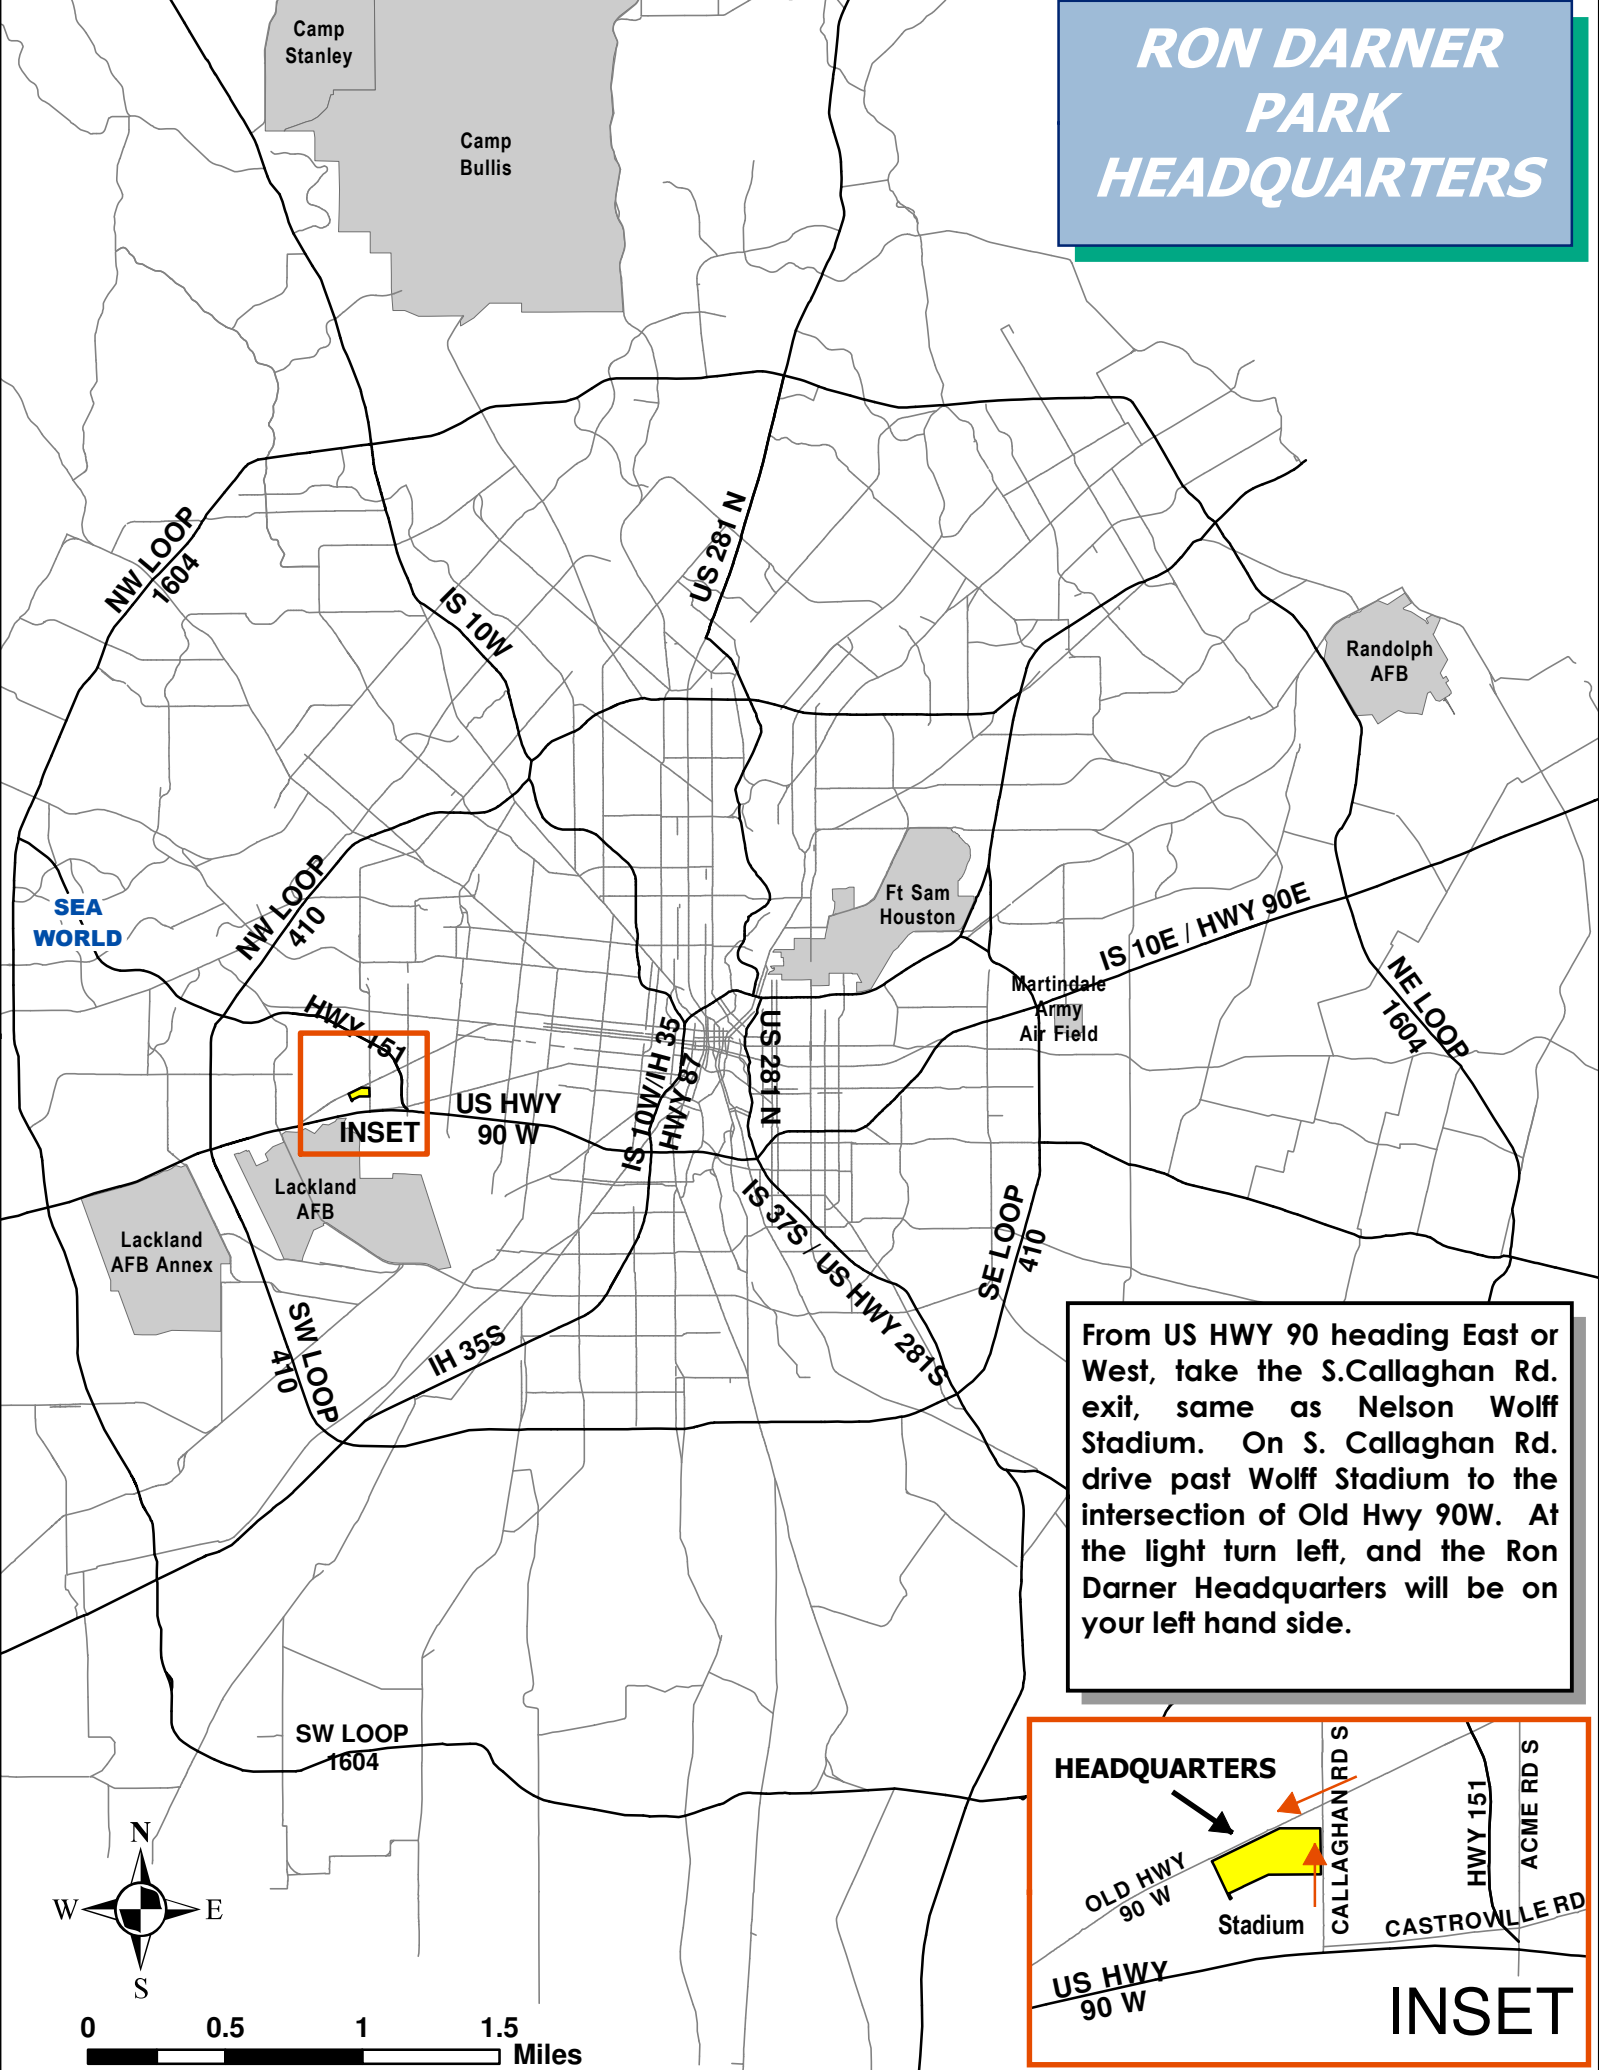 RON DARNER
PARK
HEADQUARTERS
Camp
Stanley
Camp
Bullis
NW LOOP
1604
IS 10W
US 281 N
Randolph
AFB
SEA
WORLD
NW LOOP
410
Ft Sam
Houston
IS 10E / HWY 90E
Martindale
Army
Air Field
NE LOOP
1604
HWY 151
INSET
US HWY
90 W
IS 10W/IH 35
HWY 87
US 281 N
Lackland
AFB
Lackland
AFB Annex
IS 37S / US HWY 281S
SE LOOP
410
SW LOOP
410
IH 35S
From US HWY 90 heading East or
West, take the S.Callaghan Rd.
exit, same as Nelson Wolff
Stadium. On S. Callaghan Rd.
drive past Wolff Stadium to the
intersection of Old Hwy 90W. At
the light turn left, and the Ron
Darner Headquarters will be on
your left hand side.
SW LOOP
1604
HEADQUARTERS
CALLAGHAN RD S
HWY 151
ACME RD S
OLD HWY
90 W
Stadium
CASTROVILLE RD
US HWY
90 W
INSET
N
W
E
S
0 0.5 1 1.5
Miles